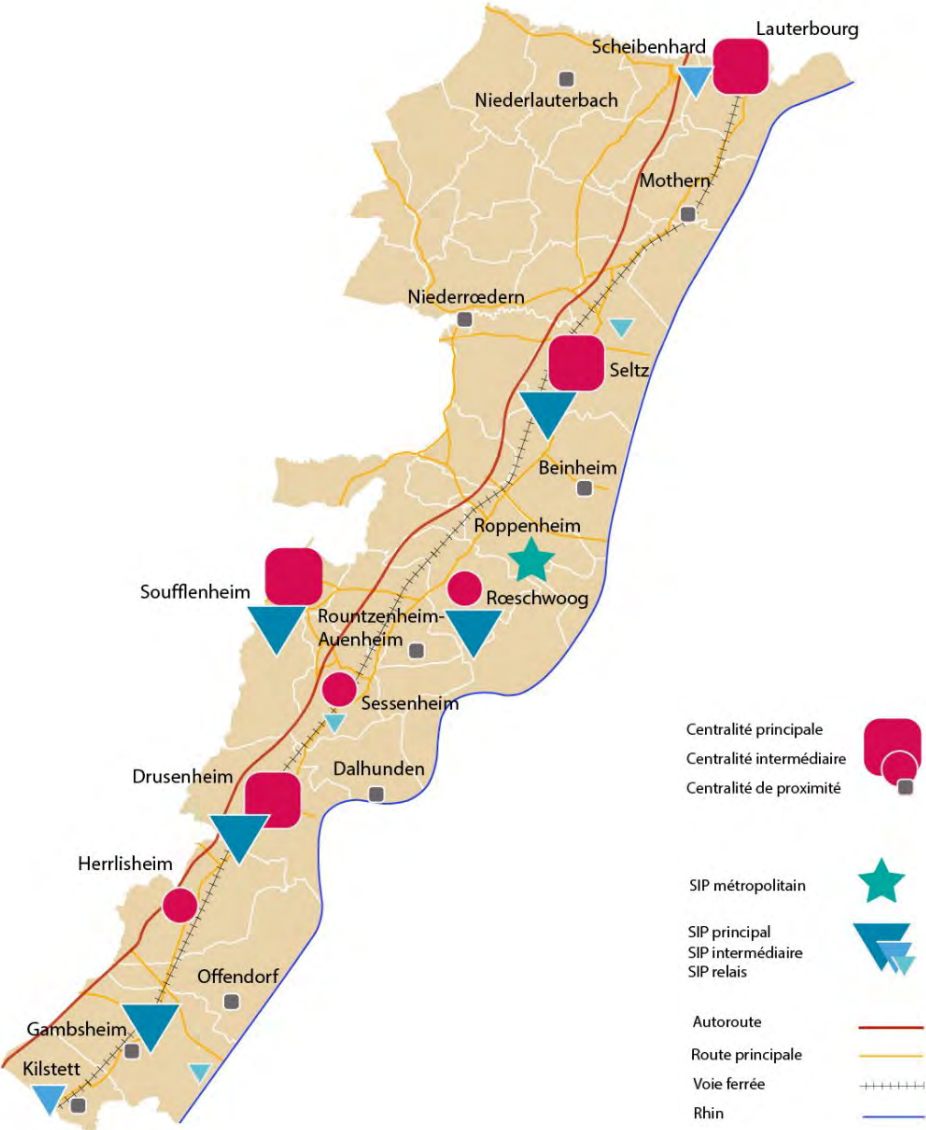 Lauterbourg
Scheibenhard
Niederlauterbach
Mothern
Niederrœdern
Seltz
Beinheim
Roppenheim
Soufflenheim
Rœschwoog
Rountzenheim-
Auenheim
Sessenheim
Drusenheim
Dalhunden
Herrlisheim
Offendorf
Gambsheim
Kilstett
Centralité principale
Centralité intermédiaire
Centralité de proximité
SIP métropolitain
SIP principal
SIP intermédiaire
SIP relais
Autoroute
Route principale
Voie ferrée
Rhin